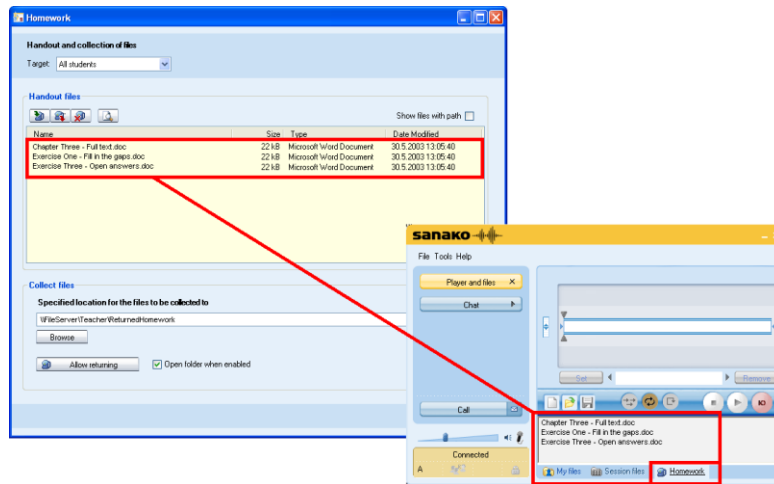 Homework
Handout and collection of files
Target: All students
Handout files
Show files with path
Name Size Type Date Modified
Chapter Three - Full text.doc 22 kB Microsoft Word Document 30.5.2003 13:05:40
Exercise One - Fill in the gaps.doc 22 kB Microsoft Word Document 30.5.2003 13:05:40
Exercise Three - Open answers.doc 22 kB Microsoft Word Document 30.5.2003 13:05:40
Collect files
Specified location for the files to be collected to
\\FileServer\Teacher\ReturnedHomework
Browse
Allow returning Open folder when enabled
sanako
File Tools Help
Player and files
Chat
Set Remove
Call
Chapter Three - Full text.doc
Exercise One - Fill in the gaps.doc
Exercise Three - Open answers.doc
Connected
A
My files Session files Homework